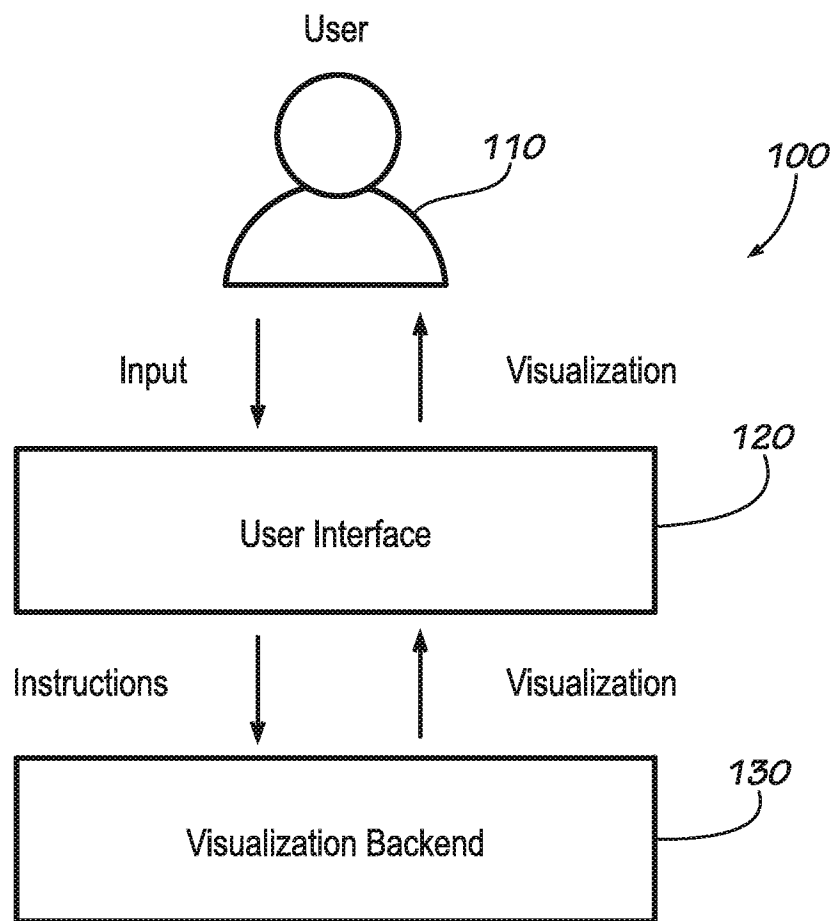 User
110
100
Input
Visualization
120
User Interface
Instructions
Visualization
130
Visualization Backend